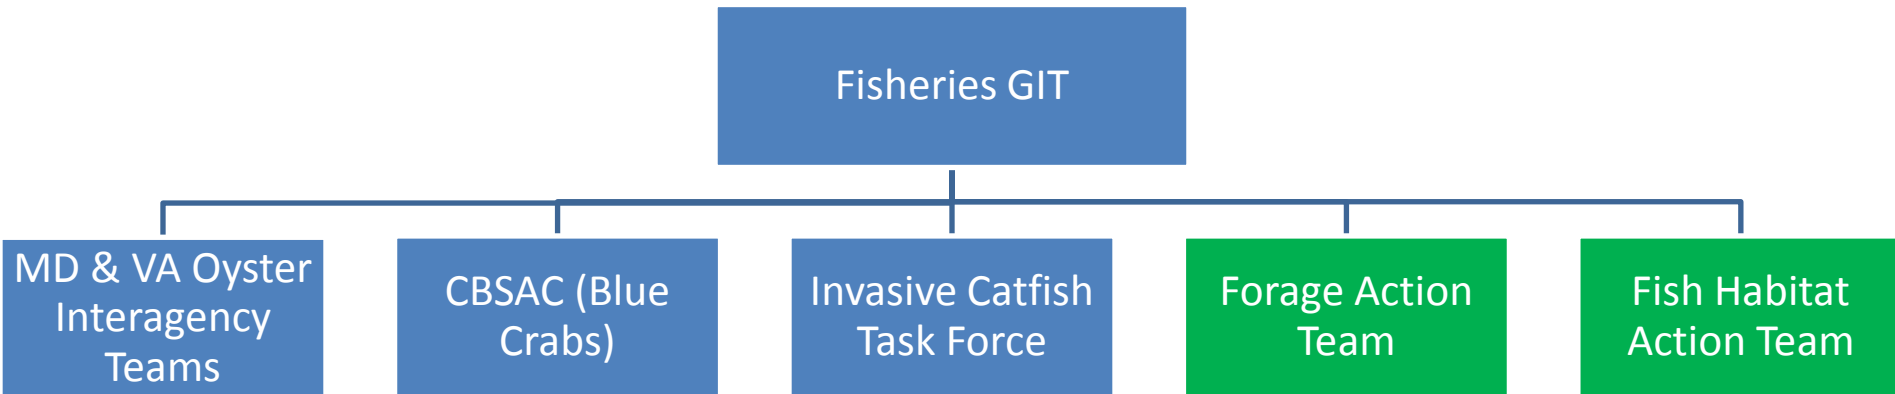 Fisheries GIT
MD & VA Oyster
Interagency
Teams
CBSAC (Blue
Crabs)
Invasive Catfish
Task Force
Forage Action
Team
Fish Habitat
Action Team